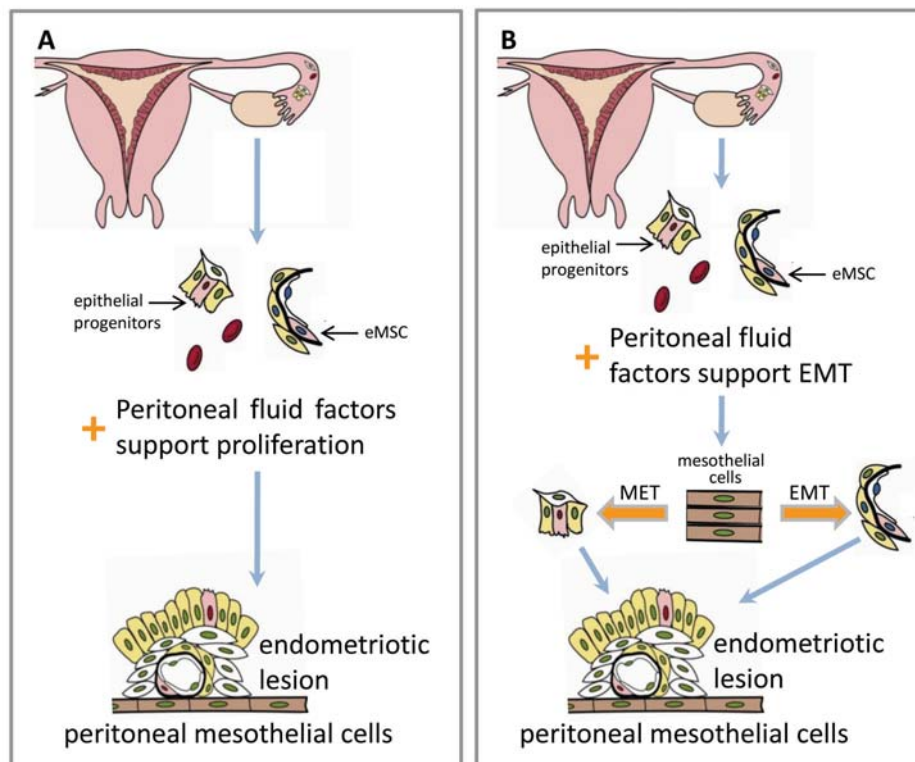 A
epithelial
progenitors
eMSC
+ Peritoneal fluid factors
support proliferation
endometriotic
lesion
peritoneal mesothelial cells
B
epithelial
progenitors
eMSC
+ Peritoneal fluid
factors support EMT
mesothelial
cells
MET
EMT
endometriotic
lesion
peritoneal mesothelial cells